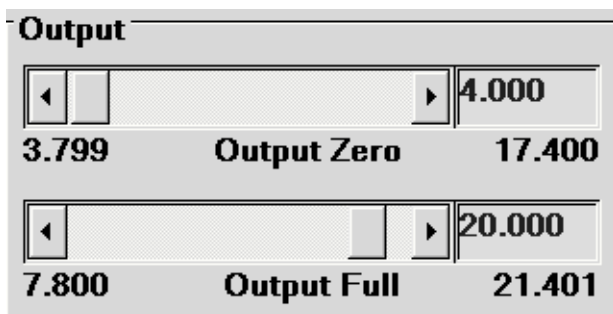 Output
4.000
3.799 Output Zero 17.400
20.000
7.800 Output Full 21.401